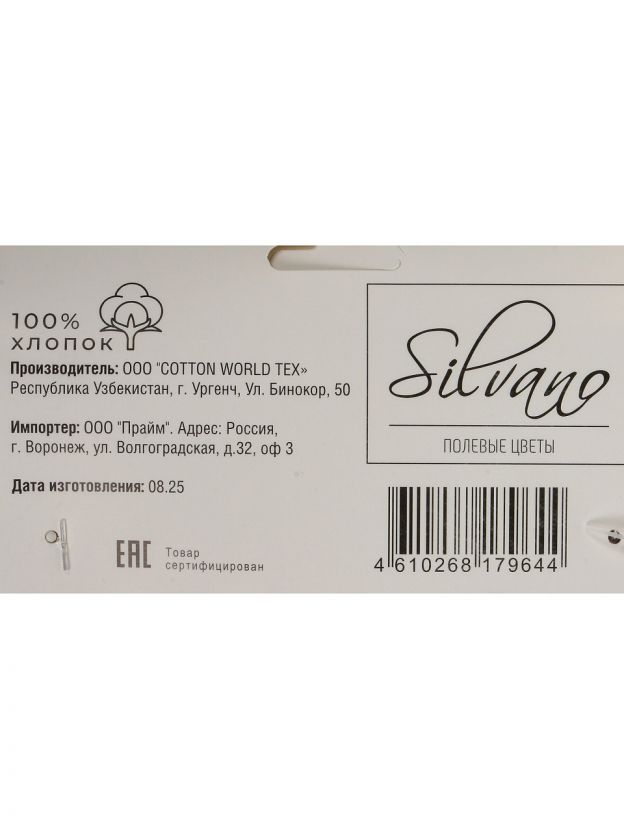 100%
ХЛОПОК
Производитель: ООО "COTTON WORLD TEX»
Республика Узбекистан, г. Ургенч, Ул. Бинокор, 50
Импортер: ООО "Прайм". Адрес: Россия,
г. Воронеж, ул. Волгоградская, д.32, оф 3
Дата изготовления: 08.25
EAC
Товар
сертифицирован
Silvano
ПОЛЕВЫЕ ЦВЕТЫ
4 610268 179644